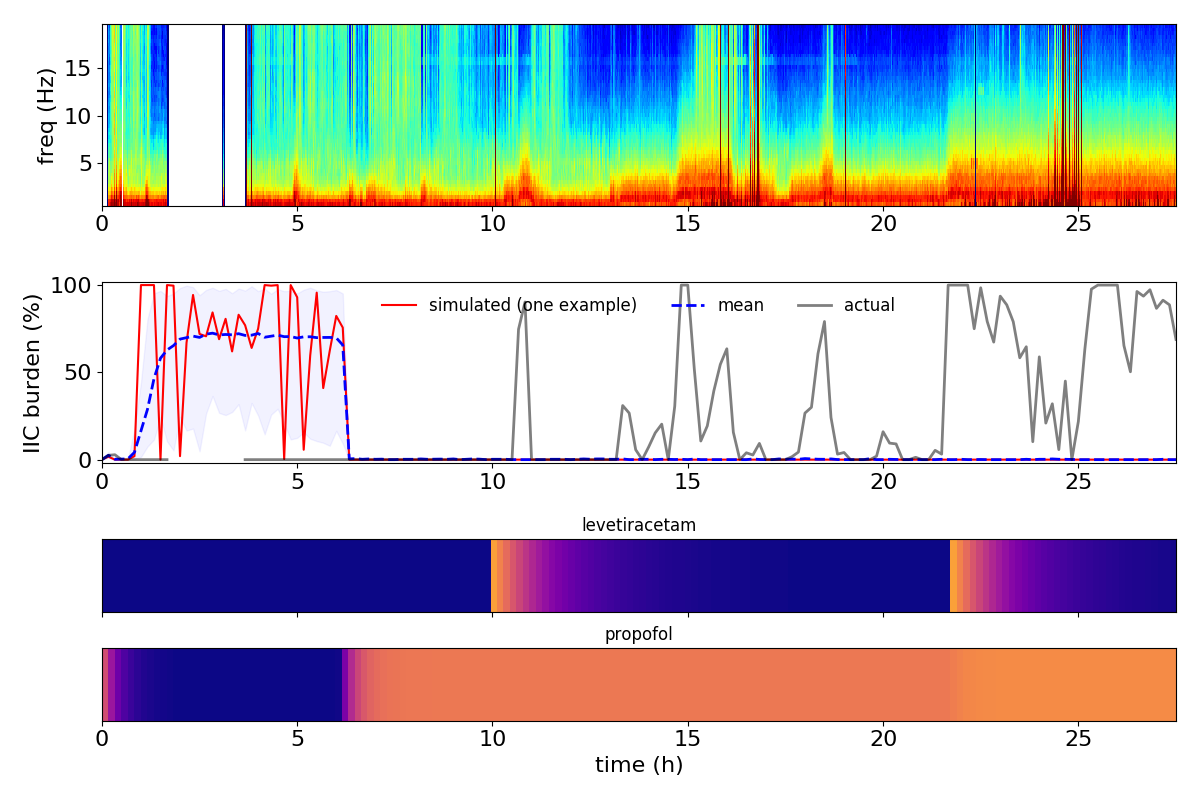 freq (Hz)
15
10
5
0 5 10 15 20 25
IIC burden (%)
100
50
0
simulated (one example) mean actual
0 5 10 15 20 25
levetiracetam
propofol
0 5 10 15 20 25
time (h)